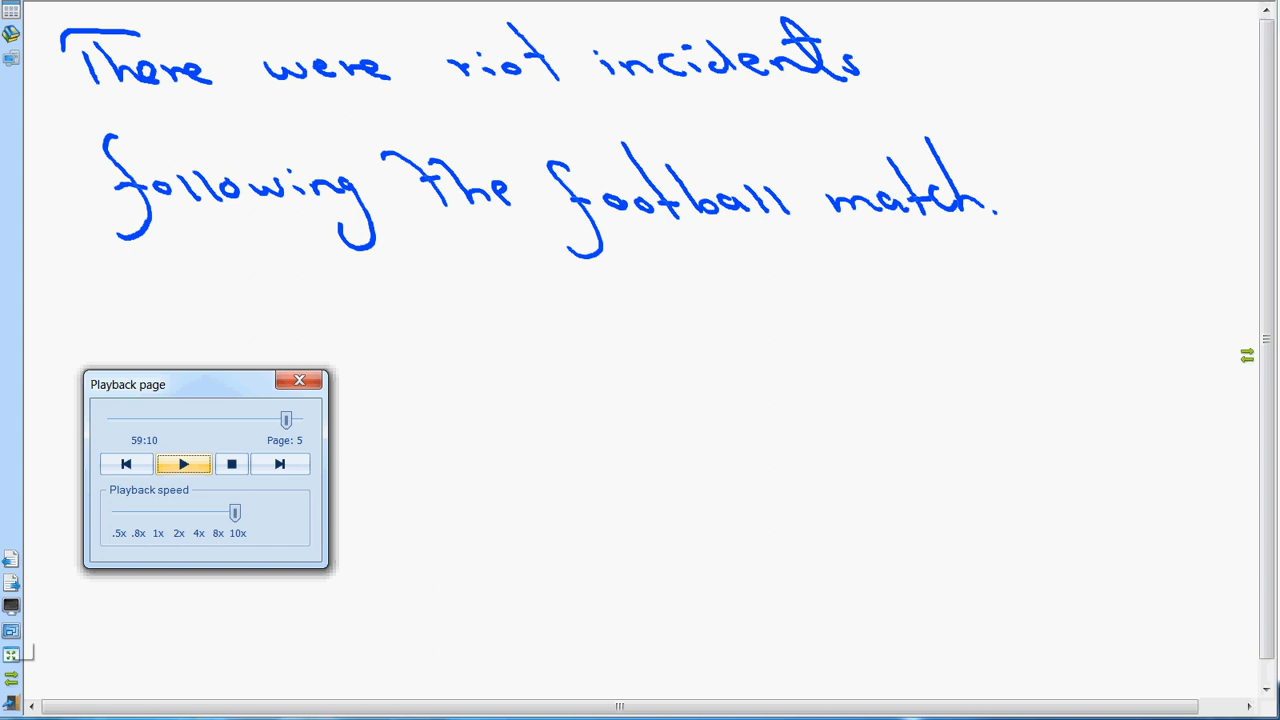 There were riot incidents
following the football match.
Playback page
59:10 Page: 5
Playback speed
.5x .8x 1x 2x 4x 8x 10x